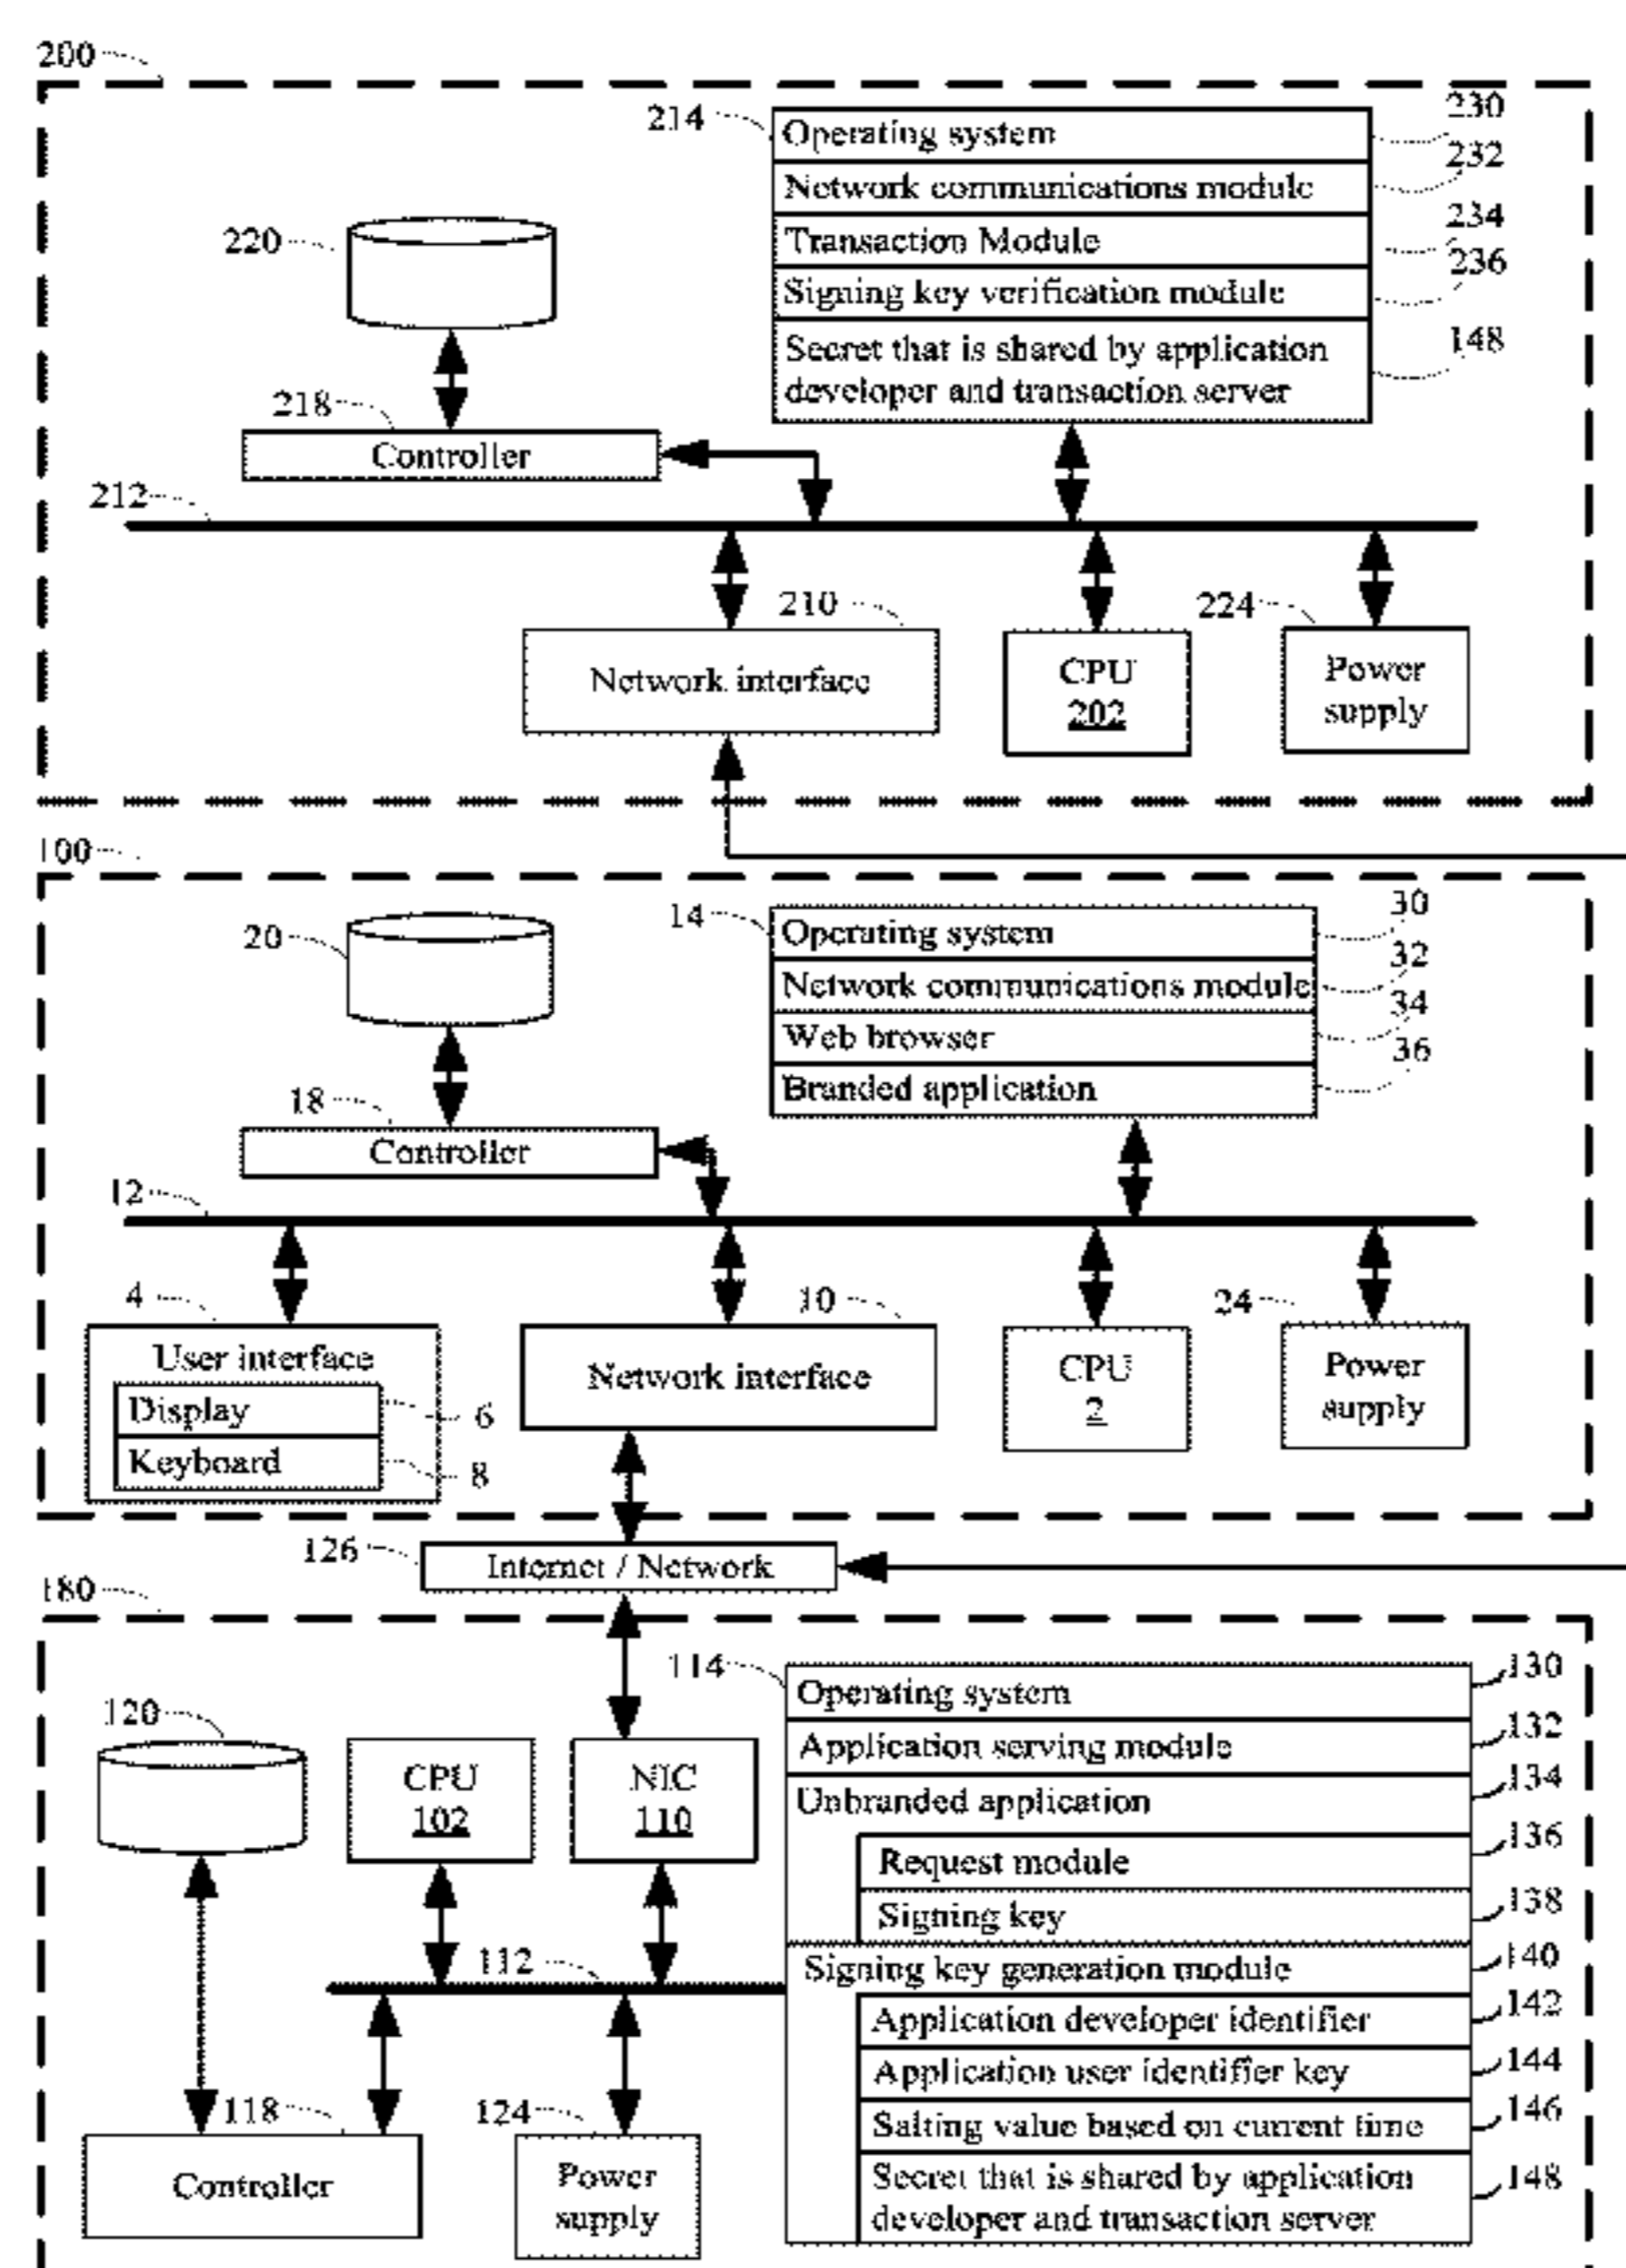 200
214
Operating system
230
Network communications module
232
220
Transaction Module
234
Signing key verification module
236
Secret that is shared by application
developer and transaction server
148
218
Controller
212
210
Network interface
CPU
202
224
Power
supply
100
20
14
Operating system
30
Network communications module
32
Web browser
34
Branded application
36
18
Controller
12
4
User interface
Display
6
Keyboard
8
10
Network interface
CPU
2
24
Power
supply
126
Internet / Network
180
114
Operating system
130
Application serving module
132
Unbranded application
134
Request module
136
Signing key
138
Signing key generation module
140
Application developer identifier
142
Application user identifier key
144
Salting value based on current time
146
Secret that is shared by application
developer and transaction server
148
120
CPU
102
NIC
110
112
118
Controller
124
Power
supply